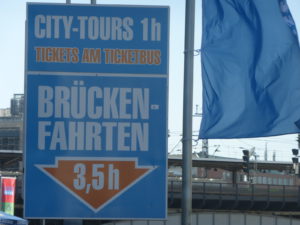 CITY-TOURS 1h
TICKETS AM TICKETBUS
BRÜCKEN-
FAHRTEN
3,5h